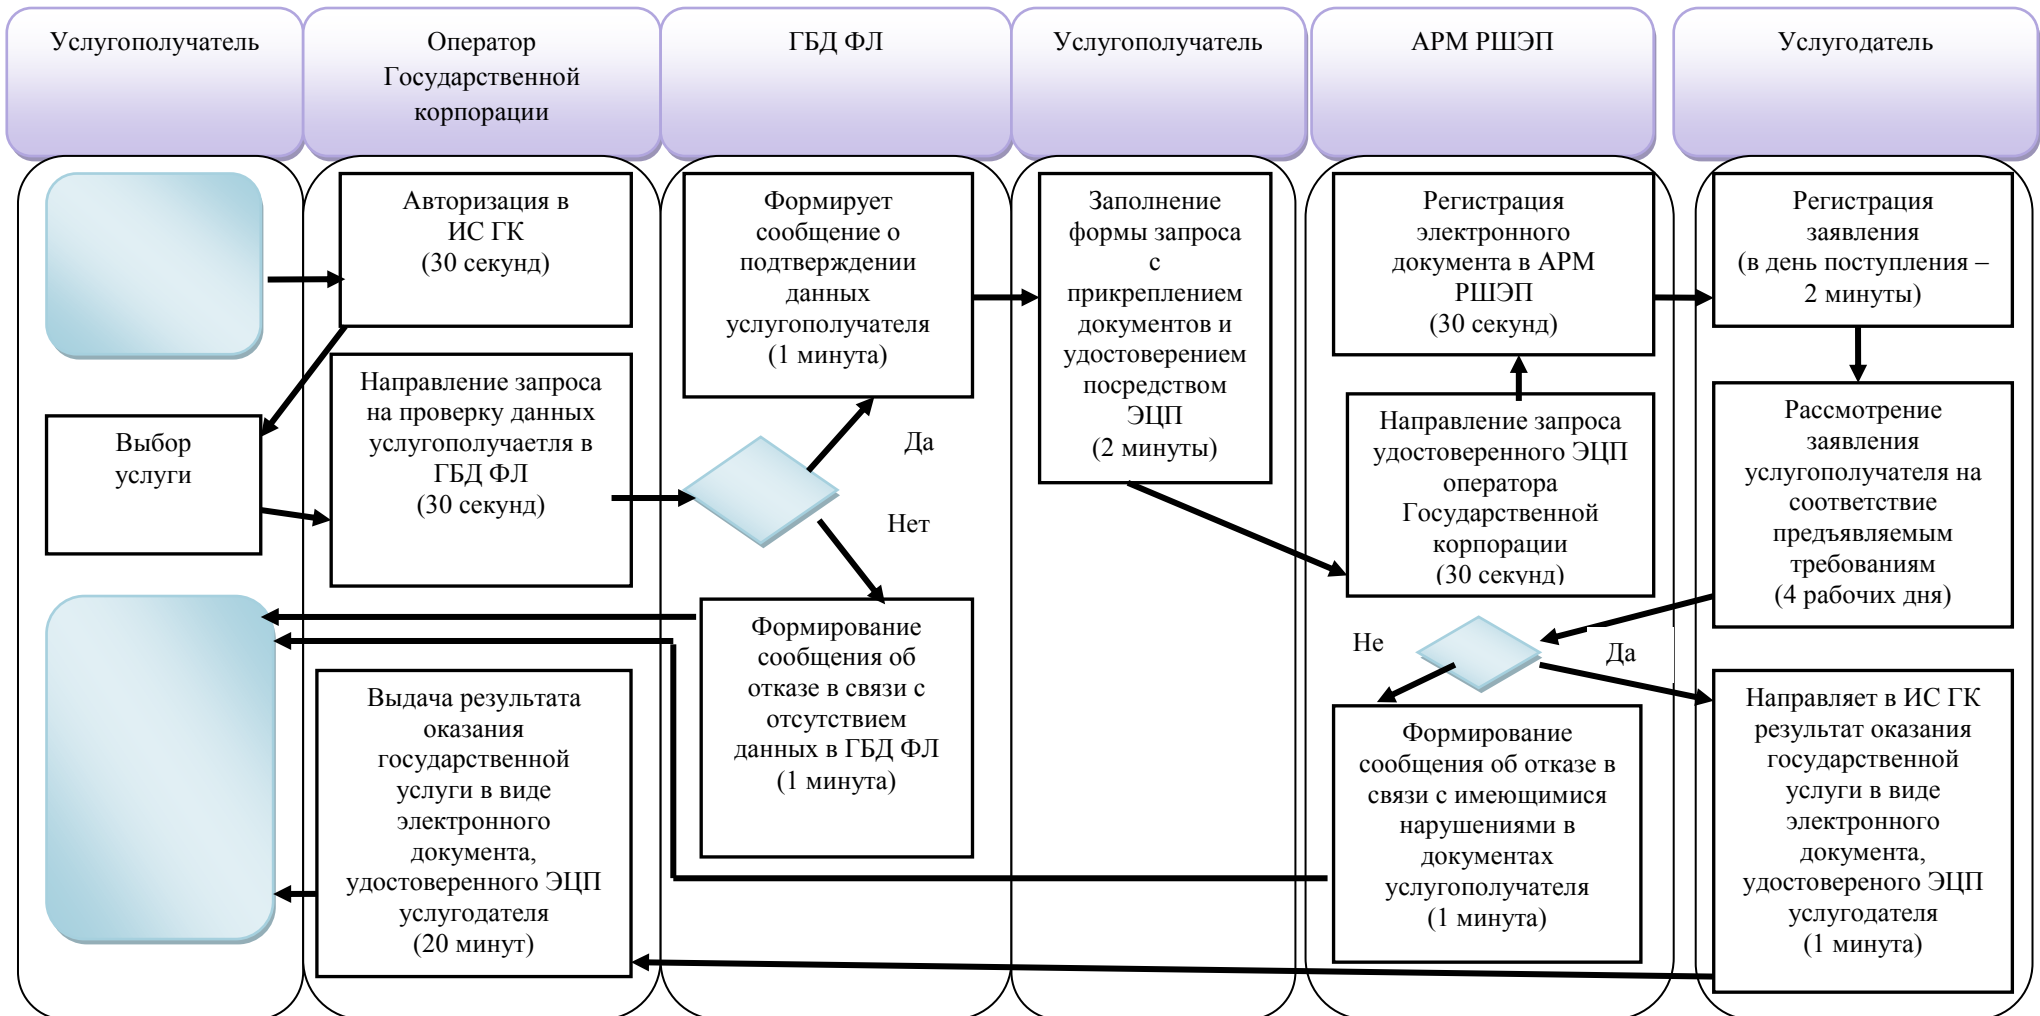 Услугополучатель
Оператор
Государственной
корпорации
ГБД ФЛ
Услугополучатель
АРМ РШЭП
Услугодатель
Авторизация в
ИС ГК
(30 секунд)
Выбор
услуги
Направление запроса
на проверку данных
услугополучаетля в
ГБД ФЛ
(30 секунд)
Формирует
сообщение о
подтверждении
данных
услугополучателя
(1 минута)
Да
Нет
Формирование
сообщения об
отказе в связи с
отсутствием
данных в ГБД ФЛ
(1 минута)
Заполнение
формы запроса
с
прикреплением
документов и
удостоверением
посредством
ЭЦП
(2 минуты)
Направление запроса
удостоверенного ЭЦП
оператора
Государственной
корпорации
(30 секунд)
Регистрация
электронного
документа в АРМ
РШЭП
(30 секунд)
Регистрация
заявления
(в день поступления –
2 минуты)
Рассмотрение
заявления
услугополучателя на
соответствие
предъявляемым
требованиям
(4 рабочих дня)
Не
Да
Формирование
сообщения об отказе в
связи с имеющимися
нарушениями в
документах
услугополучателя
(1 минута)
Направляет в ИС ГК
результат оказания
государственной
услуги в виде
электронного
документа,
удостовереного ЭЦП
услугодателя
(1 минута)
Выдача результата
оказания
государственной
услуги в виде
электронного
документа,
удостоверенного ЭЦП
услугодателя
(20 минут)